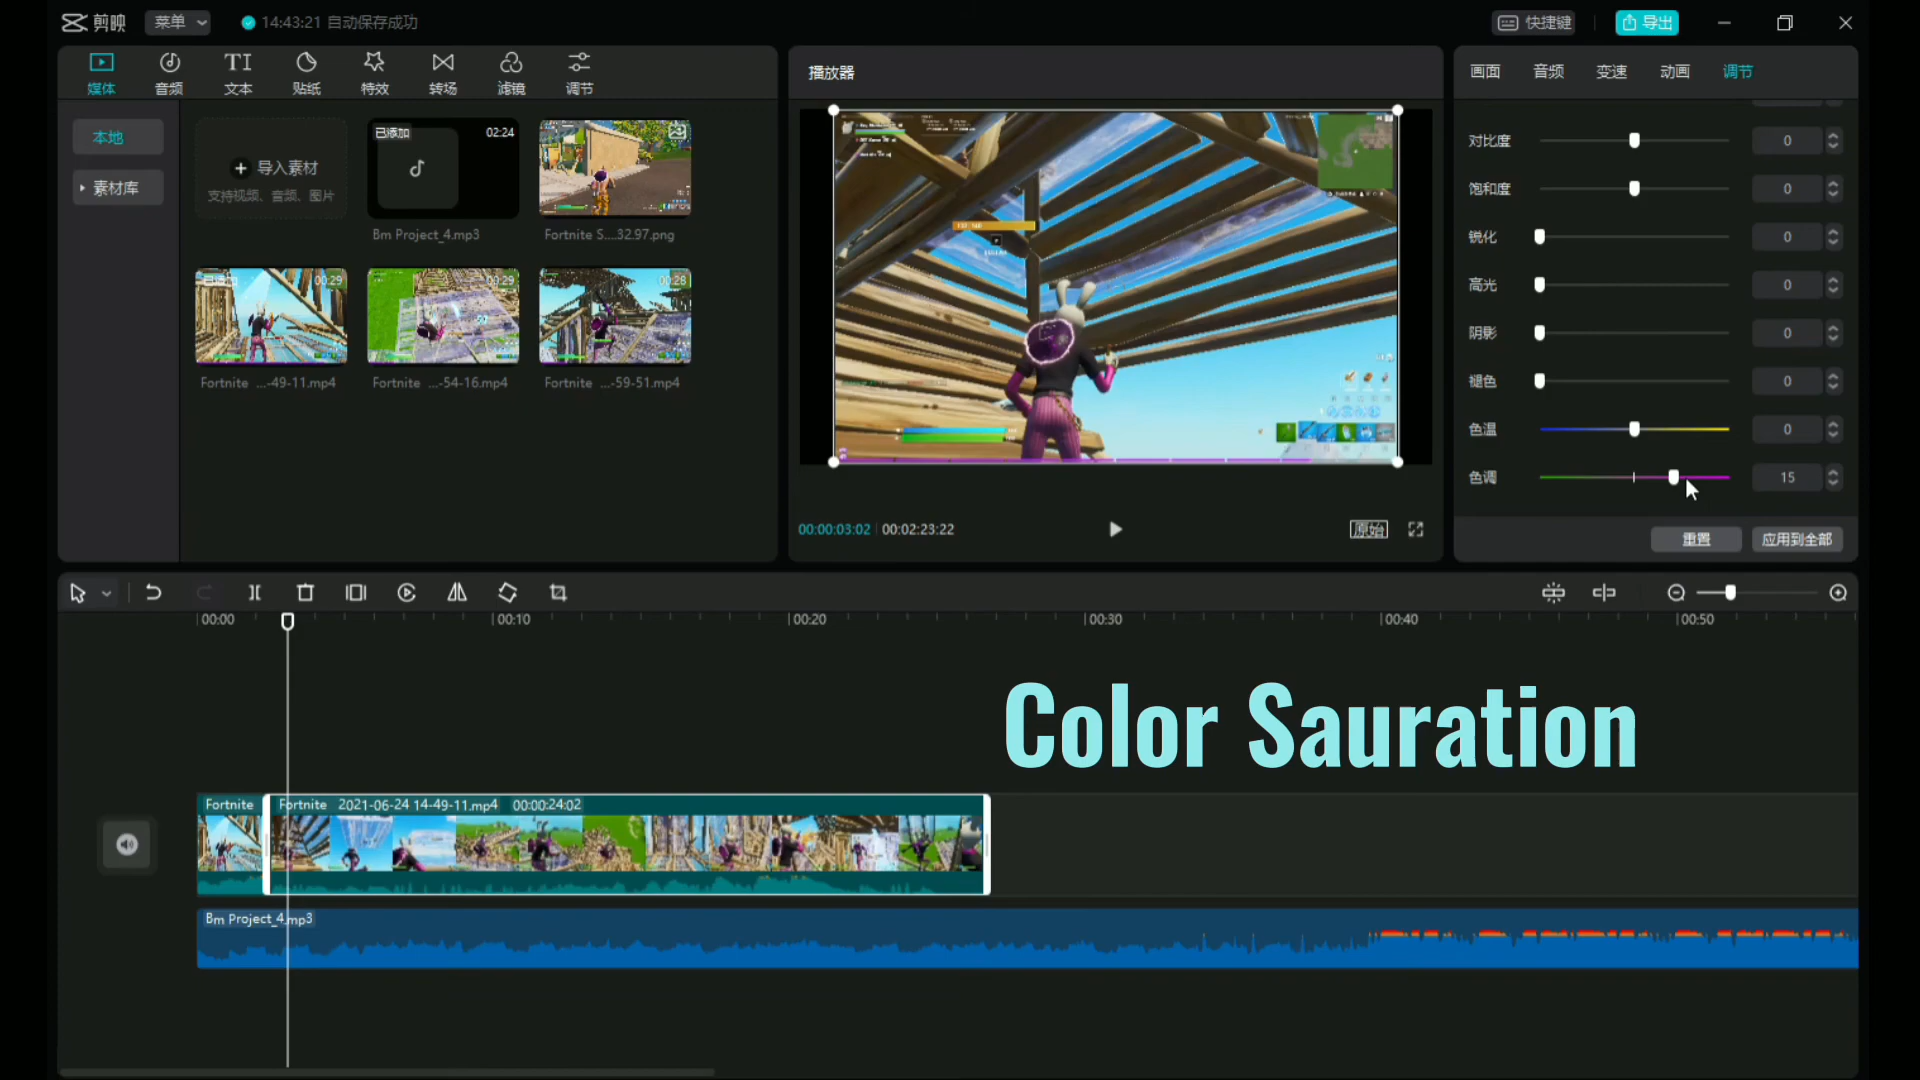 剪映
菜单
14:43:21 自动保存成功
快捷键
导出
媒体
音频
文本
贴纸
特效
转场
滤镜
调节
播放器
画面
音频
变速
动画
调节
本地
素材库
导入素材
支持视频、音频、图片
已添加
02:24
Bm Project_4.mp3
Fortnite S....32.97.png
00:29
00:29
00:28
Fortnite ...-49-11.mp4
Fortnite ...-54-16.mp4
Fortnite ...-59-51.mp4
对比度 0
饱和度 0
锐化 0
高光 0
阴影 0
褪色 0
色温 0
色调 15
00:00:03:02
00:02:23:22
原始
重置
应用到全部
00:00
00:10
00:20
00:30
00:40
00:50
Color Sauration
Fortnite
Fortnite 2021-06-24 14-49-11.mp4 00:00:24:02
Bm Project_4.mp3